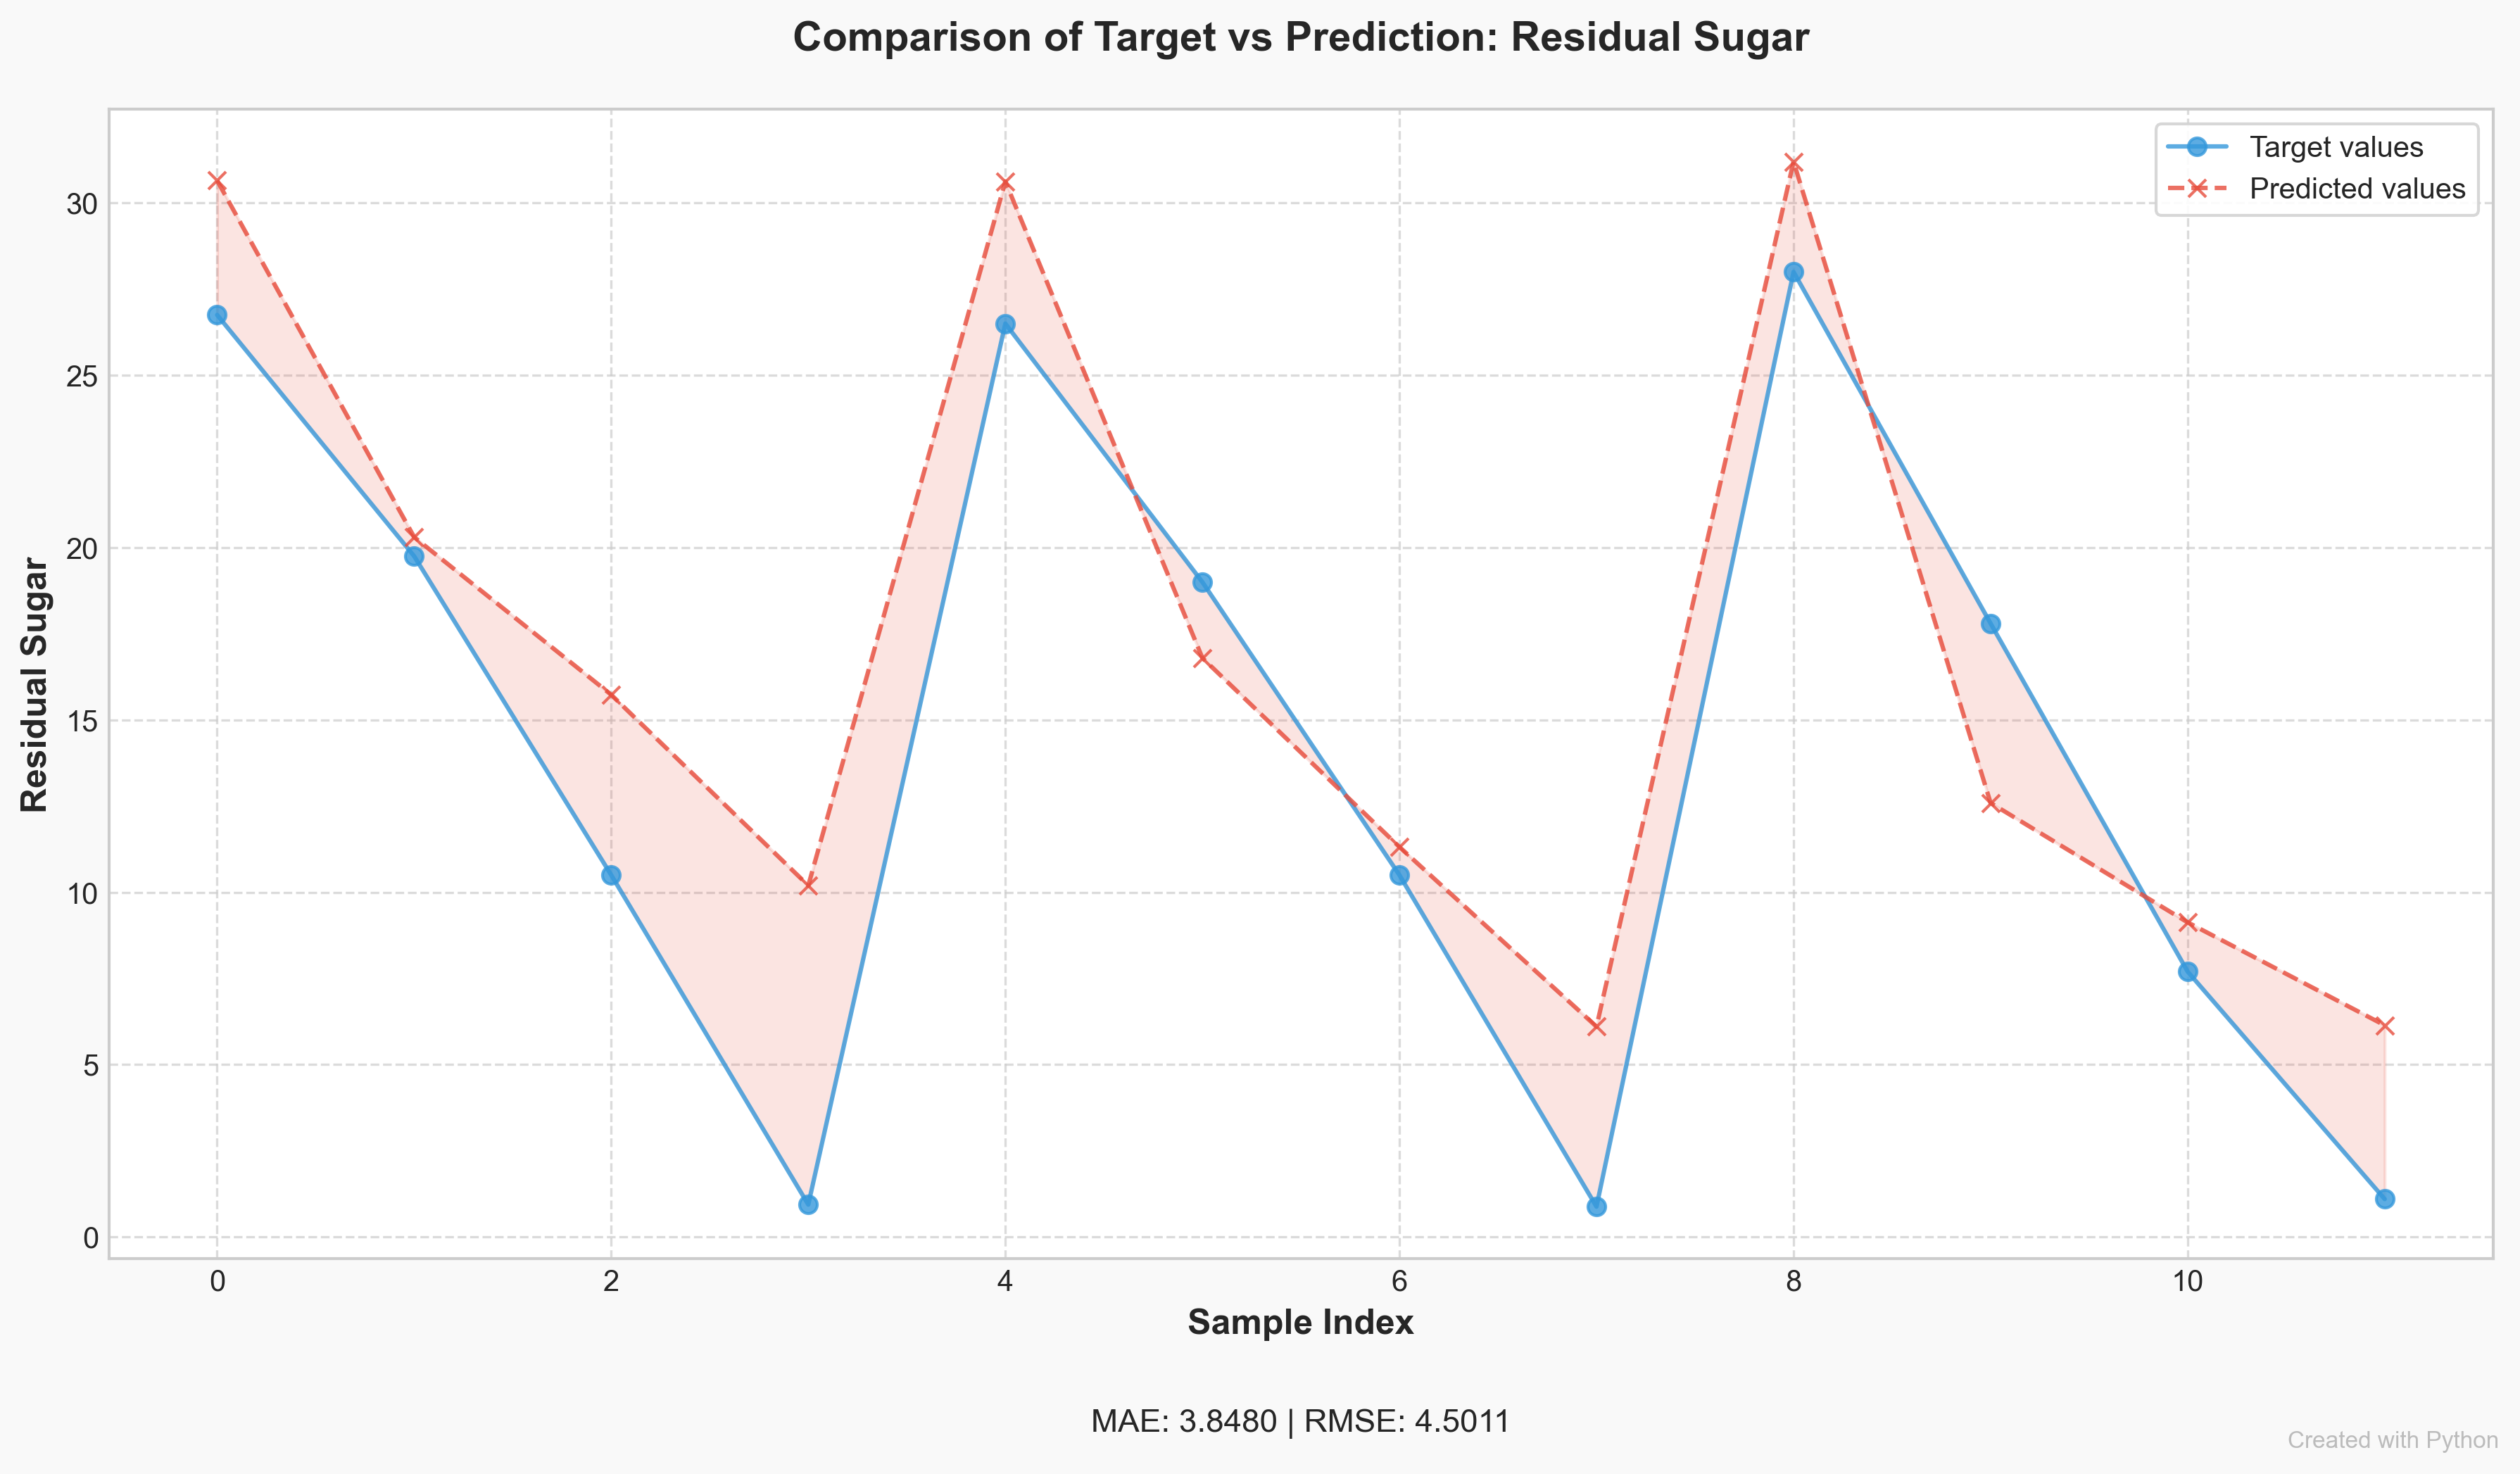 Comparison of Target vs Prediction: Residual Sugar
Target values
Predicted values
30
25
20
15
10
5
0
Residual Sugar
0 2 4 6 8 10
Sample Index
MAE: 3.8480 | RMSE: 4.5011
Created with Python